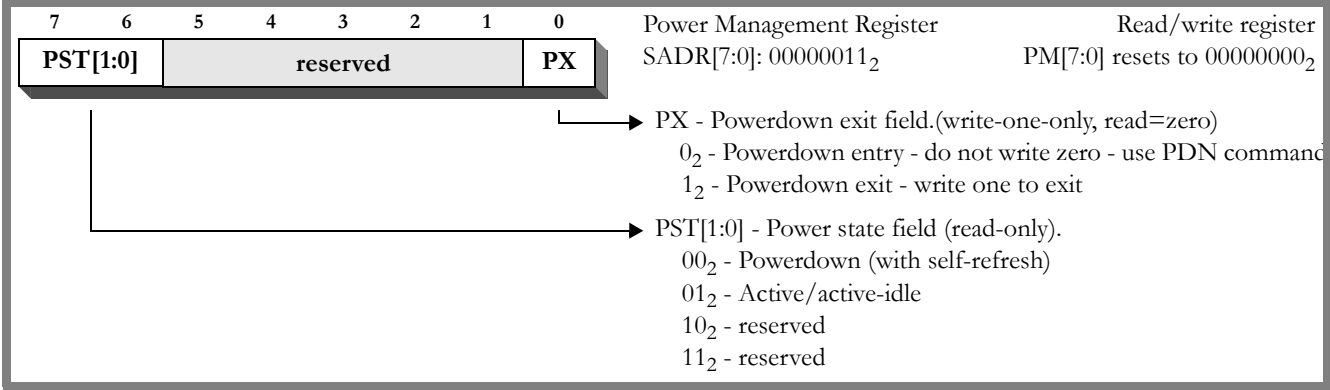 7 6 5 4 3 2 1 0
PST[1:0] reserved PX
Power Management Register Read/write register
SADR[7:0]: 00000011₂ PM[7:0] resets to 00000000₂
PX - Powerdown exit field.(write-one-only, read=zero)
0₂ - Powerdown entry - do not write zero - use PDN command
1₂ - Powerdown exit - write one to exit
PST[1:0] - Power state field (read-only).
00₂ - Powerdown (with self-refresh)
01₂ - Active/active-idle
10₂ - reserved
11₂ - reserved